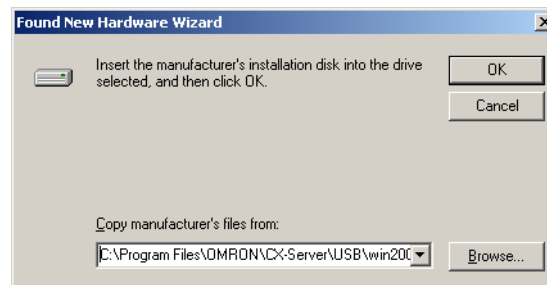 Found New Hardware Wizard
Insert the manufacturer's installation disk into the drive
selected, and then click OK.
OK
Cancel
Copy manufacturer's files from:
C:\Program Files\OMRON\CX-Server\USB\win200
Browse...